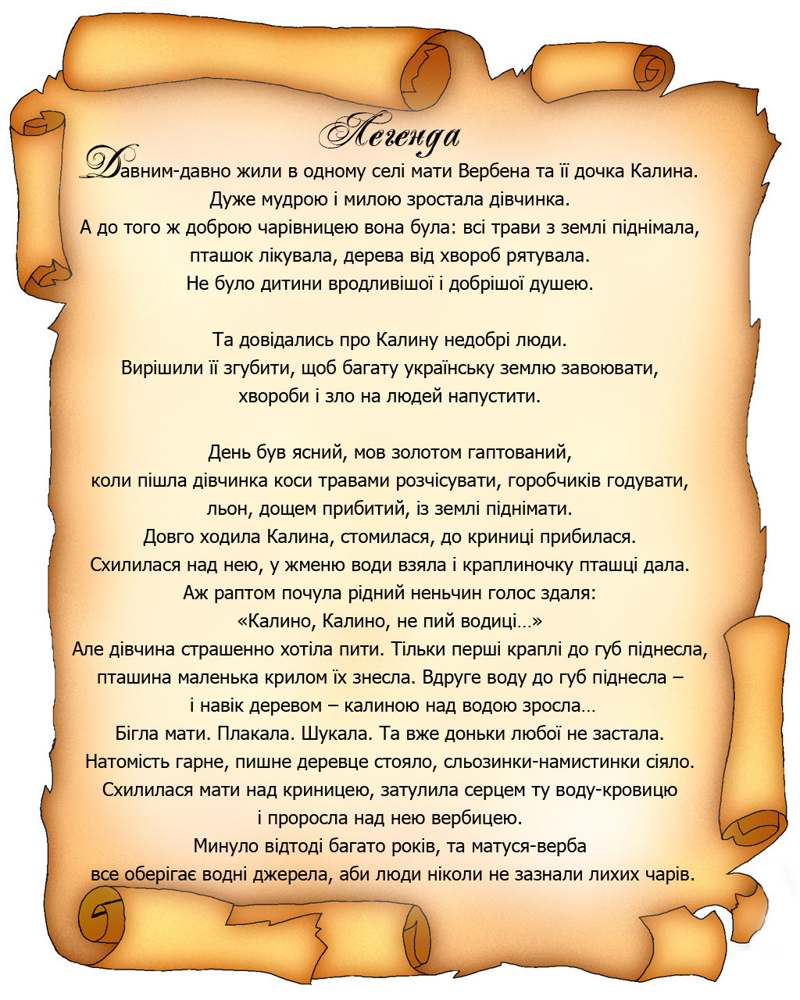 Легенда
Давним-давно жили в одному селі мати Вербена та її дочка Калина.
Дуже мудрою і милою зростала дівчинка.
А до того ж доброю чарівницею вона була: всі трави з землі піднімала,
пташок лікувала, дерева від хвороб рятувала.
Не було дитини вродливішої і добрішої душею.
Та довідались про Калину недобрі люди.
Вирішили її згубити, щоб багату українську землю завоювати,
хвороби і зло на людей напустити.
День був ясний, мов золотом гаптований,
коли пішла дівчинка коси травами розчісувати, горобчиків годувати,
льон, дощем прибитий, із землі піднімати.
Довго ходила Калина, стомилася, до криниці прибилася.
Схилилася над нею, у жменю води взяла і краплиночку пташці дала.
Аж раптом почула рідний неньчин голос здаля:
«Калино, Калино, не пий водиці...»
Але дівчина страшенно хотіла пити. Тільки перші краплі до губ піднесла,
пташина маленька крилом їх знесла. Вдруге воду до губ піднесла –
і навік деревом – калиною над водою зросла...
Бігла мати. Плакала. Шукала. Та вже доньки любої не застала.
Натомість гарне, пишне деревце стояло, сльозинки-намистинки сіяло.
Схилилася мати над криницею, затулила серцем ту воду-кровицю
і проросла над нею вербицею.
Минуло відтоді багато років, та матуся-верба
все оберігає водні джерела, аби люди ніколи не зазнали лихих чарів.